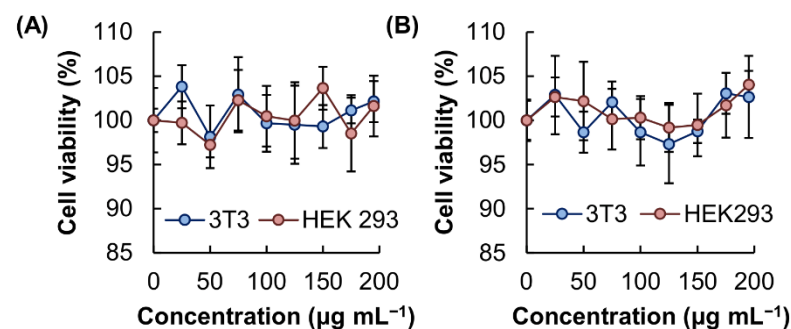 (A)
110
105
100
95
90
85
Cell viability (%)
3T3 HEK 293
0 50 100 150 200
Concentration (µg mL⁻¹)
(B)
110
105
100
95
90
85
Cell viability (%)
3T3 HEK293
0 50 100 150 200
Concentration (µg mL⁻¹)